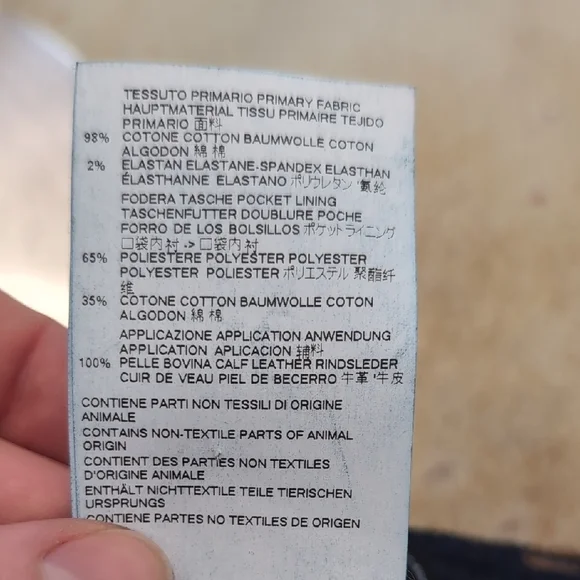 TESSUTO PRIMARIO PRIMARY FABRIC
HAUPTMATERIAL TISSU PRIMAIRE TEJIDO
PRIMARIO 面料
98% COTONE COTTON BAUMWOLLE COTON
ALGODON 綿 棉
2% ELASTAN ELASTANE-SPANDEX ELASTHAN
ÉLASTHANNE ELASTANO ポリウレタン 氨纶
FODERA TASCHE POCKET LINING
TASCHENFUTTER DOUBLURE POCHE
FORRO DE LOS BOLSILLOS ポケットライニング
口袋内衬 -> 口袋内衬
65% POLIESTERE POLYESTER POLYESTER
POLYESTER POLIESTER ポリエステル 聚酯纤
维
35% COTONE COTTON BAUMWOLLE COTON
ALGODON 綿 棉
APPLICAZIONE APPLICATION ANWENDUNG
APPLICATION APLICACION 辅料
100% PELLE BOVINA CALF LEATHER RINDSLEDER
CUIR DE VEAU PIEL DE BECERRO 牛革 牛皮
CONTIENE PARTI NON TESSILI DI ORIGINE
ANIMALE
CONTAINS NON-TEXTILE PARTS OF ANIMAL
ORIGIN
CONTIENT DES PARTIES NON TEXTILES
D'ORIGINE ANIMALE
ENTHÄLT NICHTTEXTILE TEILE TIERISCHEN
URSPRUNGS
CONTIENE PARTES NO TEXTILES DE ORIGEN